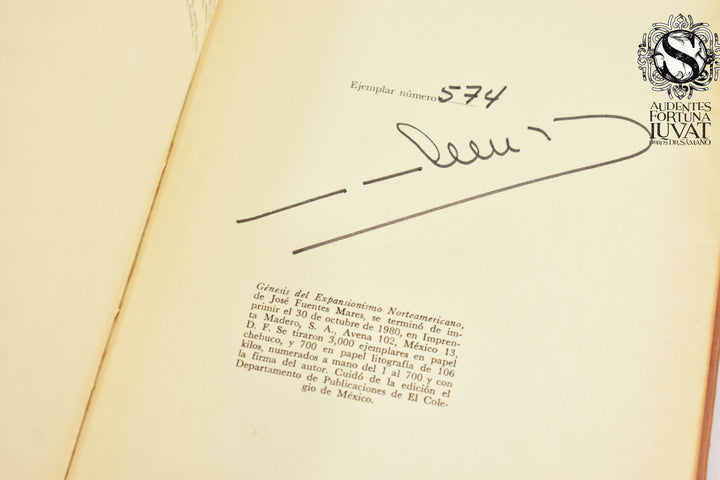 Ejemplar número 574
Génesis del Expansionismo Norteamericano,
de José Fuentes Mares, se terminó de im-
primir el 30 de octubre de 1980, en Impren-
ta Madero, S. A., Avena 102, México 13,
D. F. Se tiraron 3,000 ejemplares en papel
chebuco, y 700 en papel litografía de 106
kilos, numerados a mano del 1 al 700 y con
la firma del autor. Cuidó de la edición el
Departamento de Publicaciones de El Cole-
gio de México.
S
AUDENTES
FORTUNA
IUVAT
LIBROS DR. SÁMANO